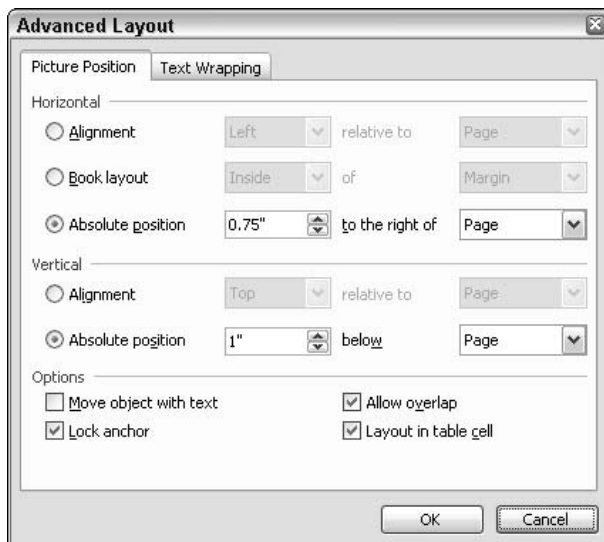 Advanced Layout
Picture Position Text Wrapping
Horizontal
Alignment Left relative to Page
Book layout Inside of Margin
Absolute position 0.75" to the right of Page
Vertical
Alignment Top relative to Page
Absolute position 1" below Page
Options
Move object with text Allow overlap
Lock anchor Layout in table cell
OK Cancel